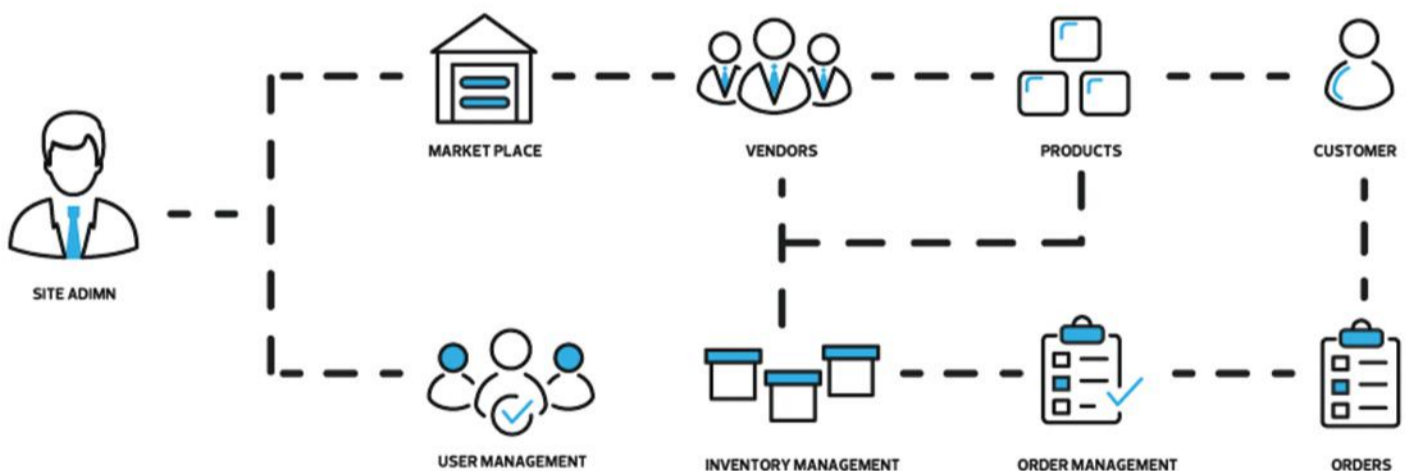 MARKET PLACE
VENDORS
PRODUCTS
CUSTOMER
SITE ADIMN
USER MANAGEMENT
INVENTORY MANAGEMENT
ORDER MANAGEMENT
ORDERS